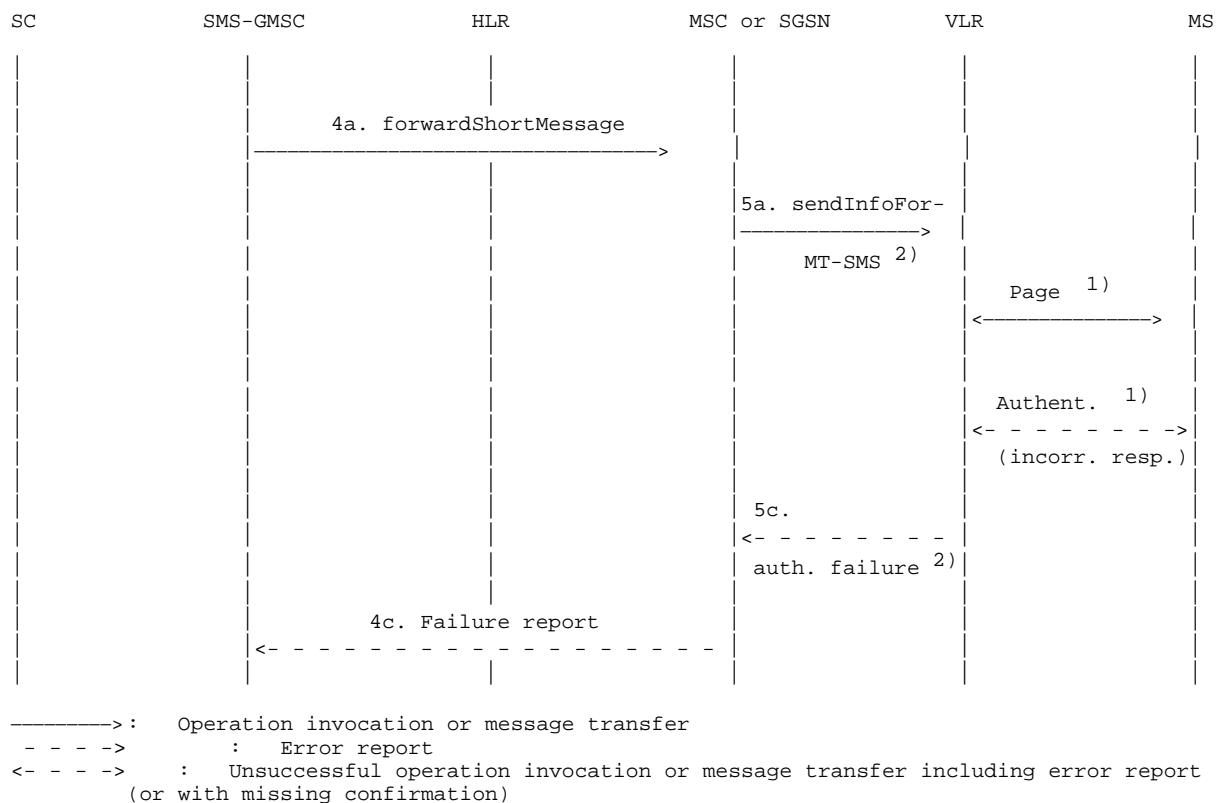 SC SMS-GMSC HLR MSC or SGSN VLR MS
4a. forwardShortMessage
5a. sendInfoFor-
MT-SMS 2)
Page 1)
Authent. 1)
(incorr. resp.)
5c.
auth. failure 2)
4c. Failure report
: Operation invocation or message transfer
: Error report
: Unsuccessful operation invocation or message transfer including error report
(or with missing confirmation)